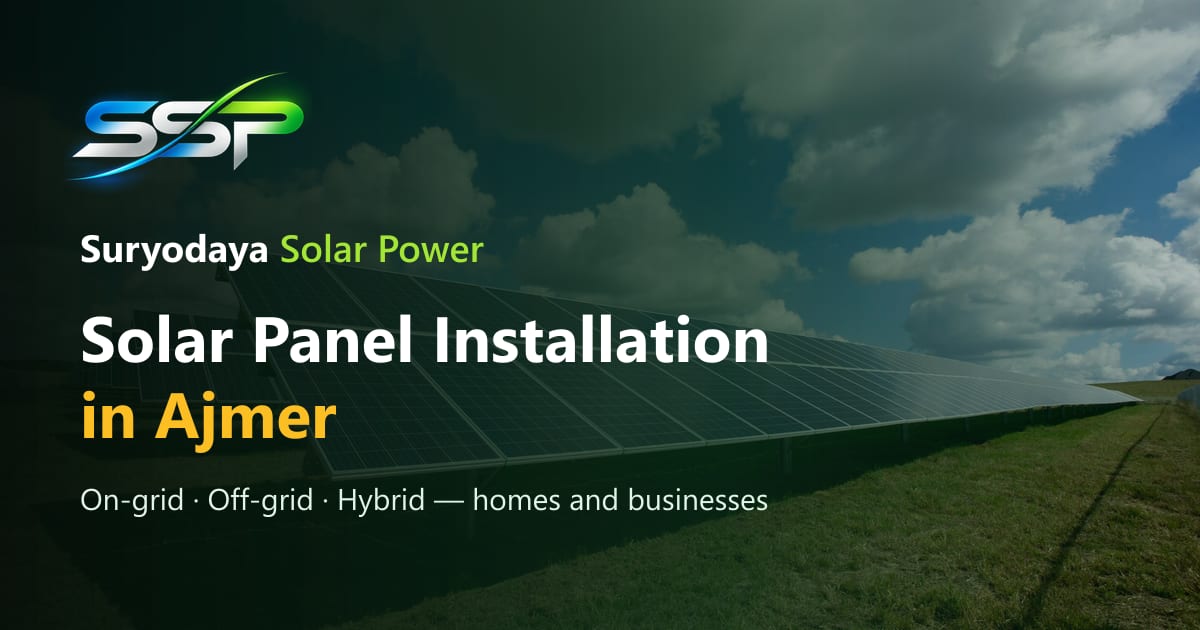 SSP
Suryodaya Solar Power
Solar Panel Installation
in Ajmer
On-grid · Off-grid · Hybrid — homes and businesses